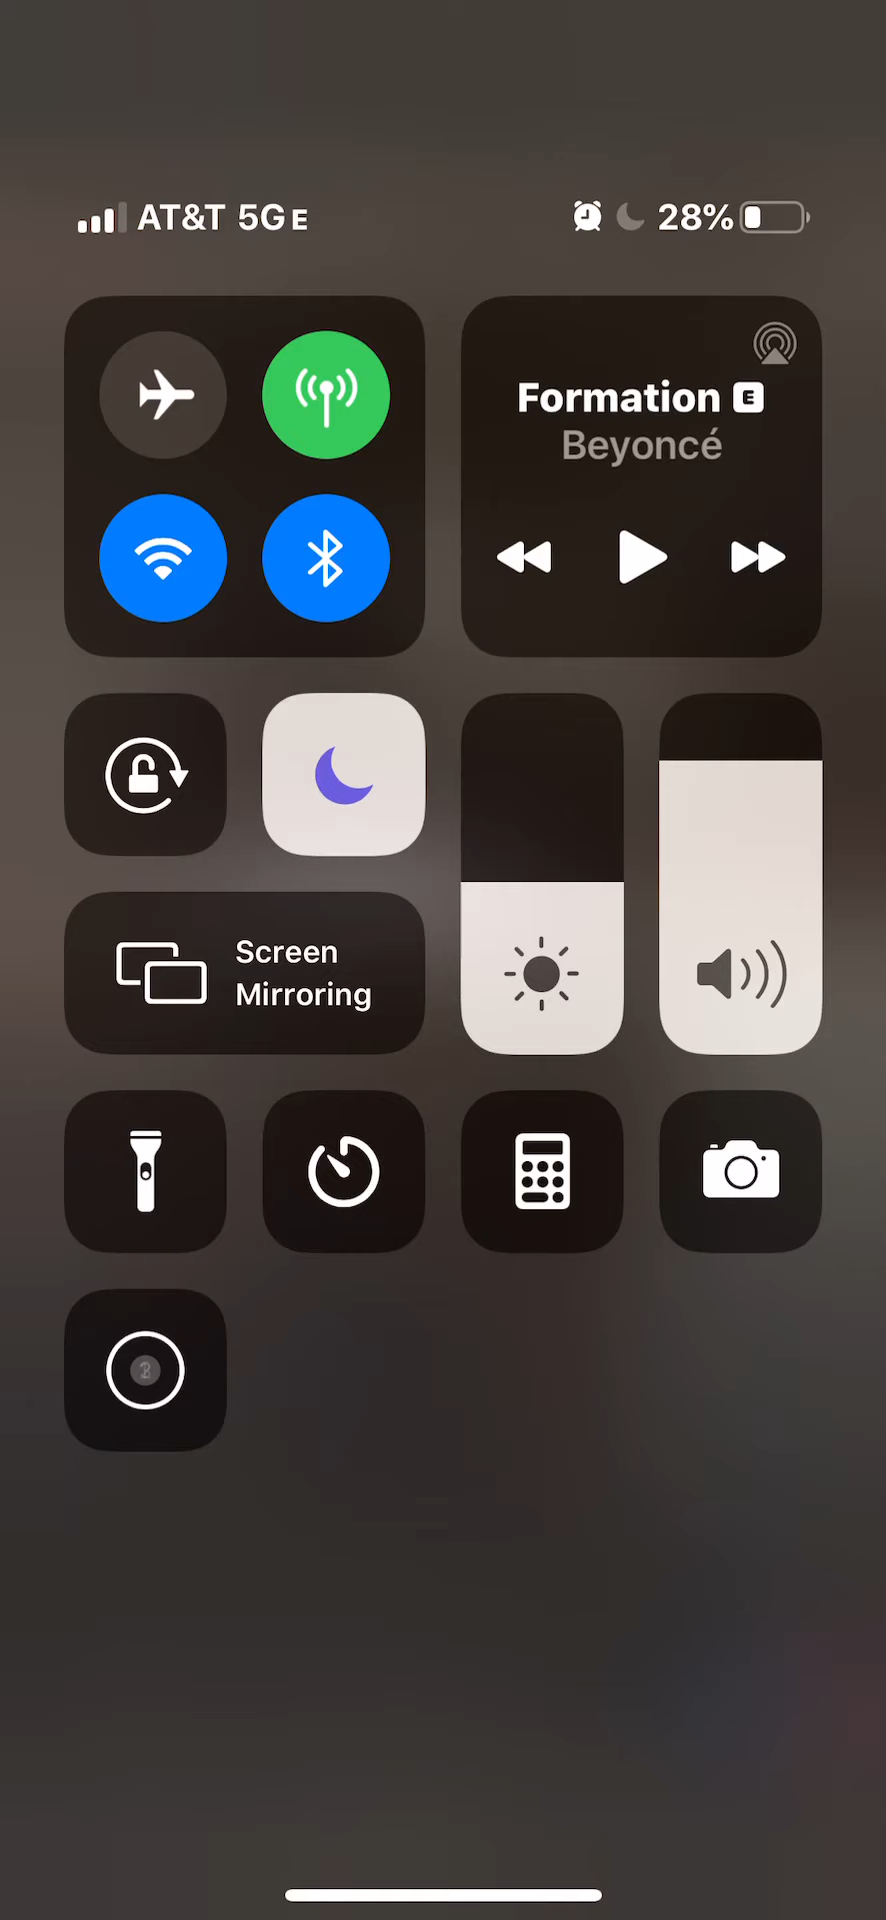 AT&T 5GE
28%
Formation E
Beyoncé
Screen
Mirroring